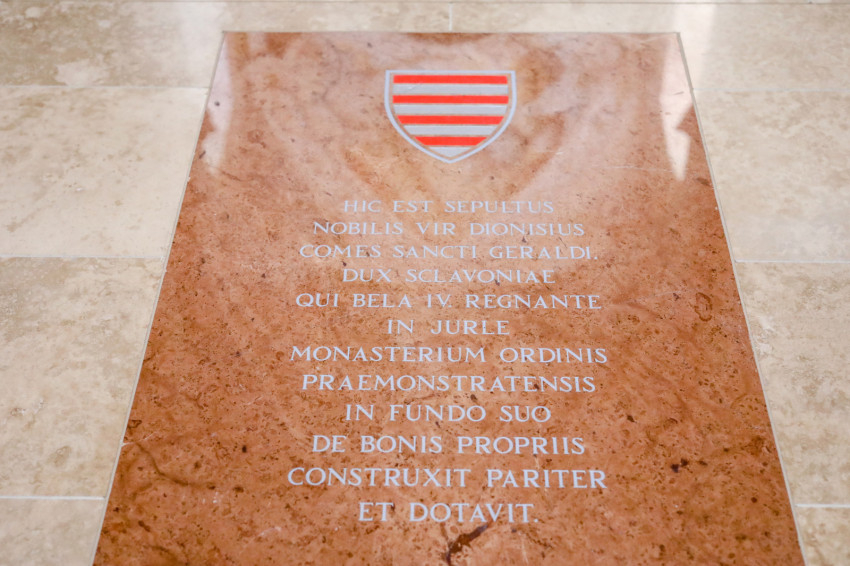 HIC EST SEPULTUS
NOBILIS VIR DIONISIUS
COMES SANCTI GERALDI,
DUX SCLAVONIAE
QUI BELA IV. REGNANTE
IN JURLE
MONASTERIUM ORDINIS
PRAEMONSTRATENSIS
IN FUNDO SUO
DE BONIS PROPRIIS
CONSTRUXIT PARITER
ET DOTAVIT.